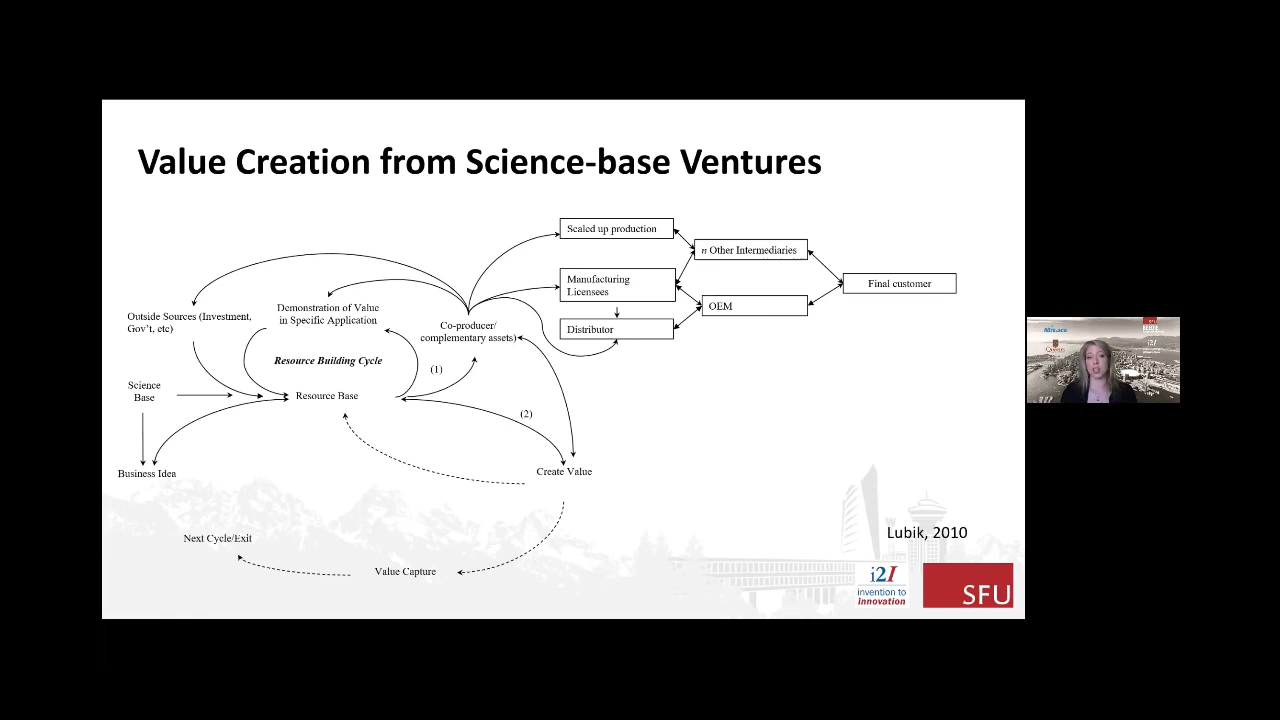 Value Creation from Science-base Ventures
Scaled up production
n Other Intermediaries
Manufacturing
Licensees
Final customer
OEM
Distributor
Outside Sources (Investment,
Gov't, etc)
Demonstration of Value
in Specific Application
Co-producer/
complementary assets)
Resource Building Cycle
(1)
Science
Base
Resource Base
(2)
Business Idea
Create Value
Next Cycle/Exit
Value Capture
Lubik, 2010
i2I
invention to
innovation
SFU
Mitacs
i2I